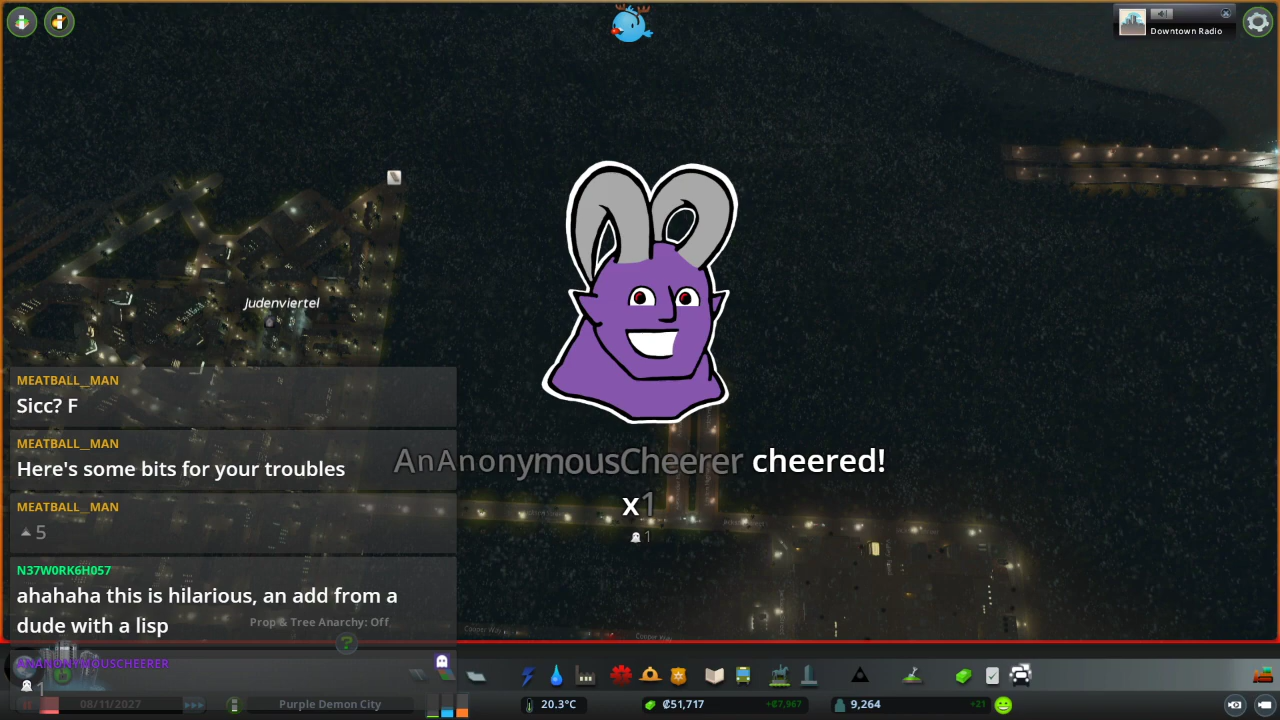 Downtown Radio
Judenviertel
MEATBALL__MAN
Sicc? F
MEATBALL__MAN
Here's some bits for your troubles
MEATBALL__MAN
5
N37W0RK6H057
ahahaha this is hilarious, an add from a
dude with a lisp
AnAnonymousCheerer cheered!
x1
1
Prop & Tree Anarchy: Off
Cooper
ANANONYMOUSCHEERER
1
08/11/2027
Purple Demon City
20.3°C
₡51,717
+₡7,967
9,264
+21